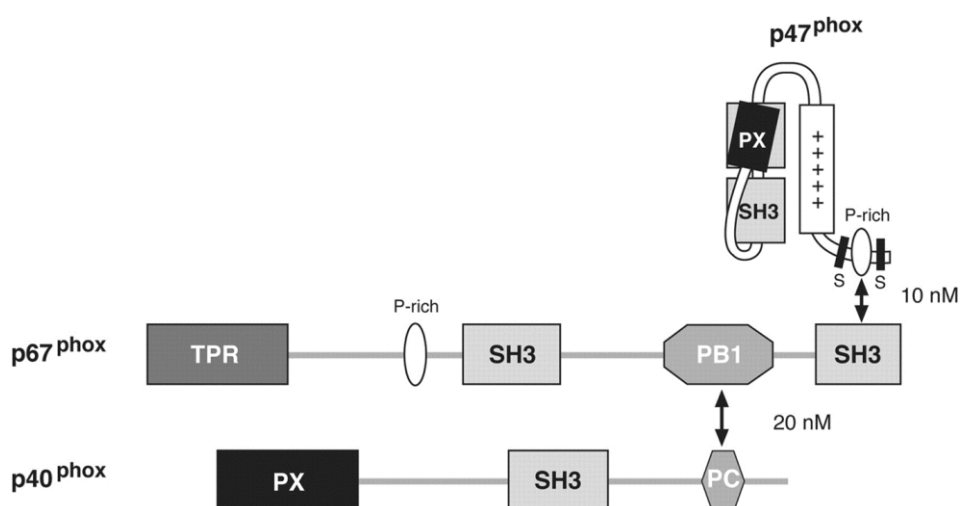 p47phox
PX
+
+
+
+
+
SH3
P-rich
S S
10 nM
P-rich
p67phox TPR SH3 PB1 SH3
20 nM
p40phox PX SH3 PC